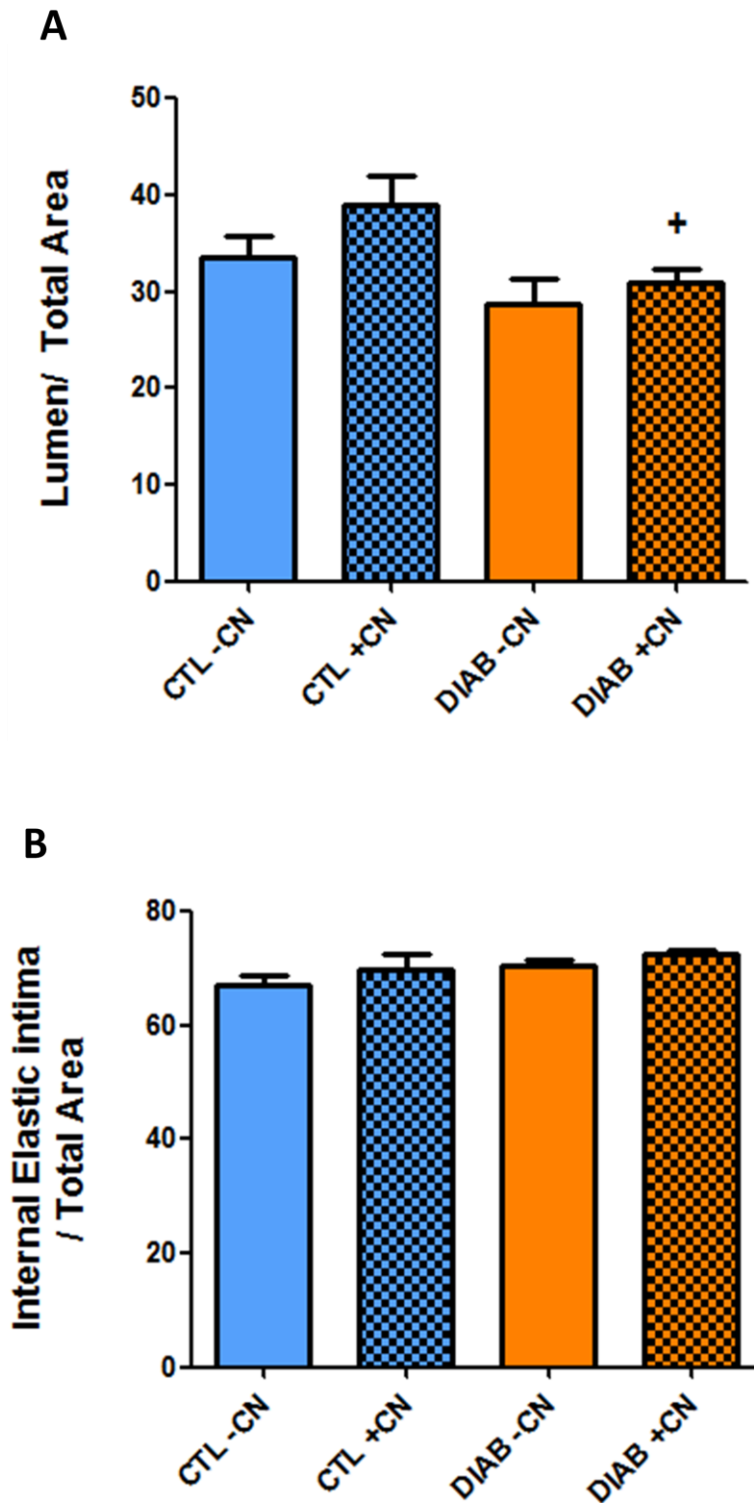 A
50
40
30
20
10
0
Lumen/ Total Area
+
CTL -CN
CTL +CN
DIAB -CN
DIAB +CN
B
80
60
40
20
0
Internal Elastic intima
/ Total Area
CTL -CN
CTL +CN
DIAB -CN
DIAB +CN